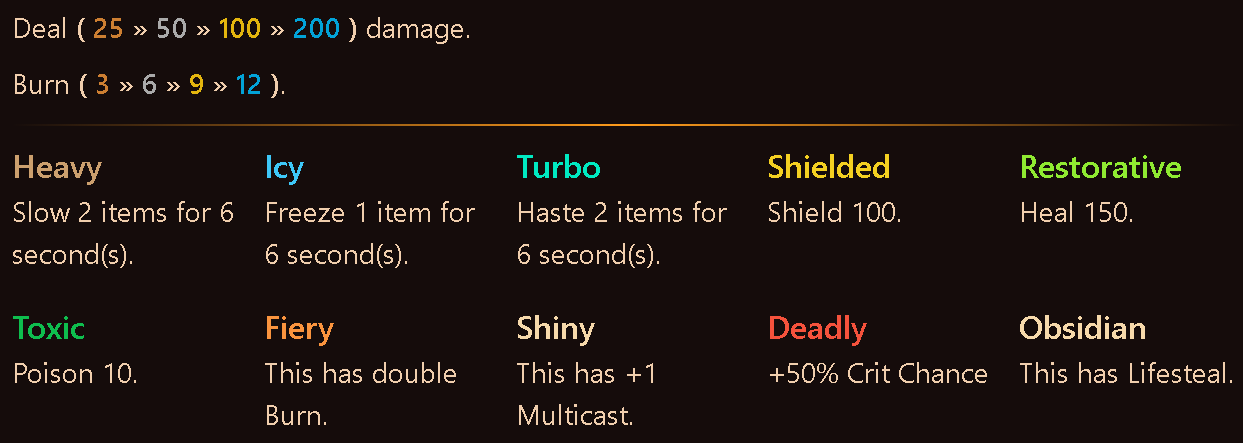 Deal ( 25 » 50 » 100 » 200 ) damage.
Burn ( 3 » 6 » 9 » 12 ).
Heavy
Slow 2 items for 6
second(s).
Icy
Freeze 1 item for
6 second(s).
Turbo
Haste 2 items for
6 second(s).
Shielded
Shield 100.
Restorative
Heal 150.
Toxic
Poison 10.
Fiery
This has double
Burn.
Shiny
This has +1
Multicast.
Deadly
+50% Crit Chance
Obsidian
This has Lifesteal.